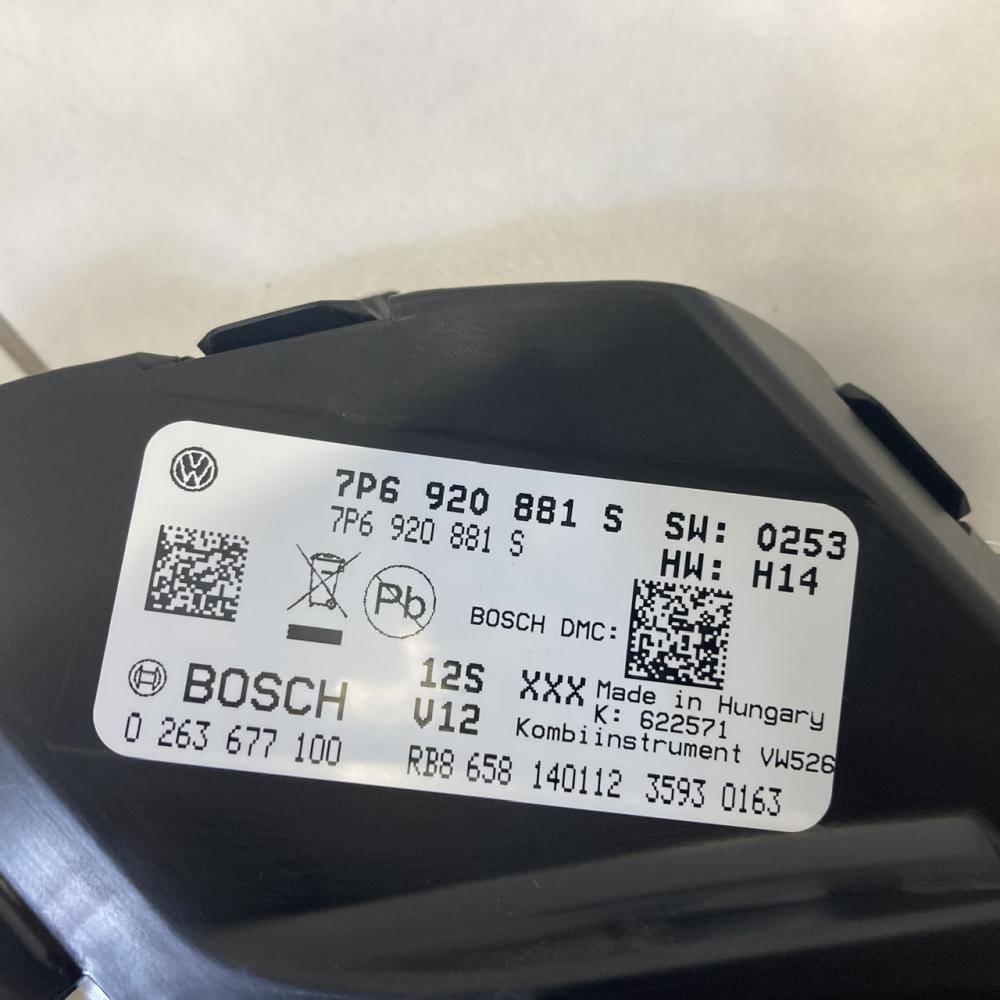 7P6 920 881 S SW: 0253
7P6 920 881 S HW: H14
Pb BOSCH DMC:
BOSCH 12S XXX Made in Hungary
V12 K: 622571
Kombiinstrument VW526
0 263 677 100 RB8 658 140112 3593 0163